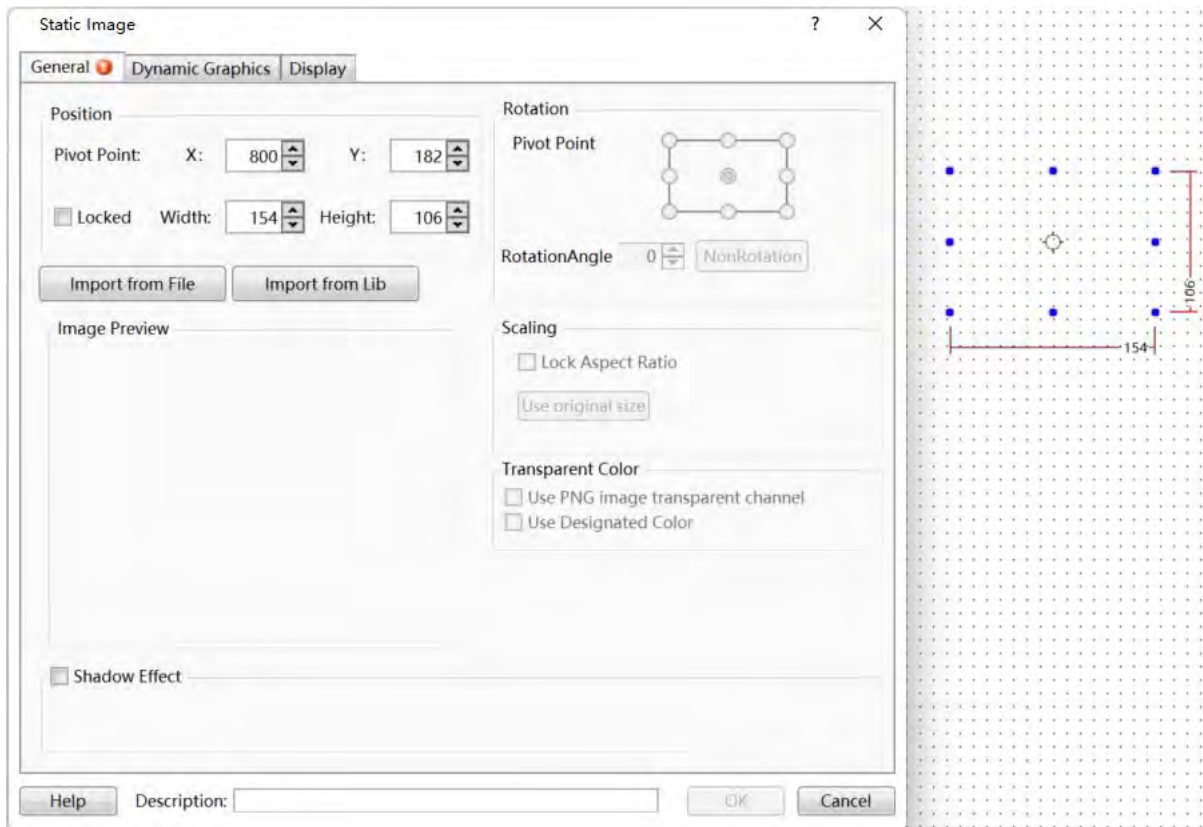 Static Image
?
General
Dynamic Graphics
Display
Position
Pivot Point: X: 800 Y: 182
Locked Width: 154 Height: 106
Import from File
Import from Lib
Image Preview
Rotation
Pivot Point
RotationAngle 0 NonRotation
Scaling
Lock Aspect Ratio
Use original size
Transparent Color
Use PNG image transparent channel
Use Designated Color
Shadow Effect
Help
Description:
OK
Cancel
106
154